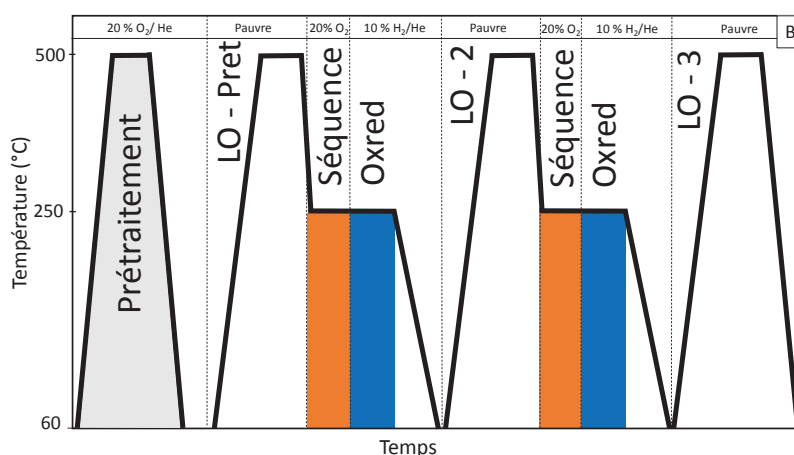 20 % O₂/ He
Pauvre
20% O₂
10 % H₂/He
Pauvre
20% O₂
10 % H₂/He
Pauvre
B
Température (°C)
500
250
60
Prétraitement
LO - Pret
Séquence
Oxred
LO - 2
Séquence
Oxred
LO - 3
Temps